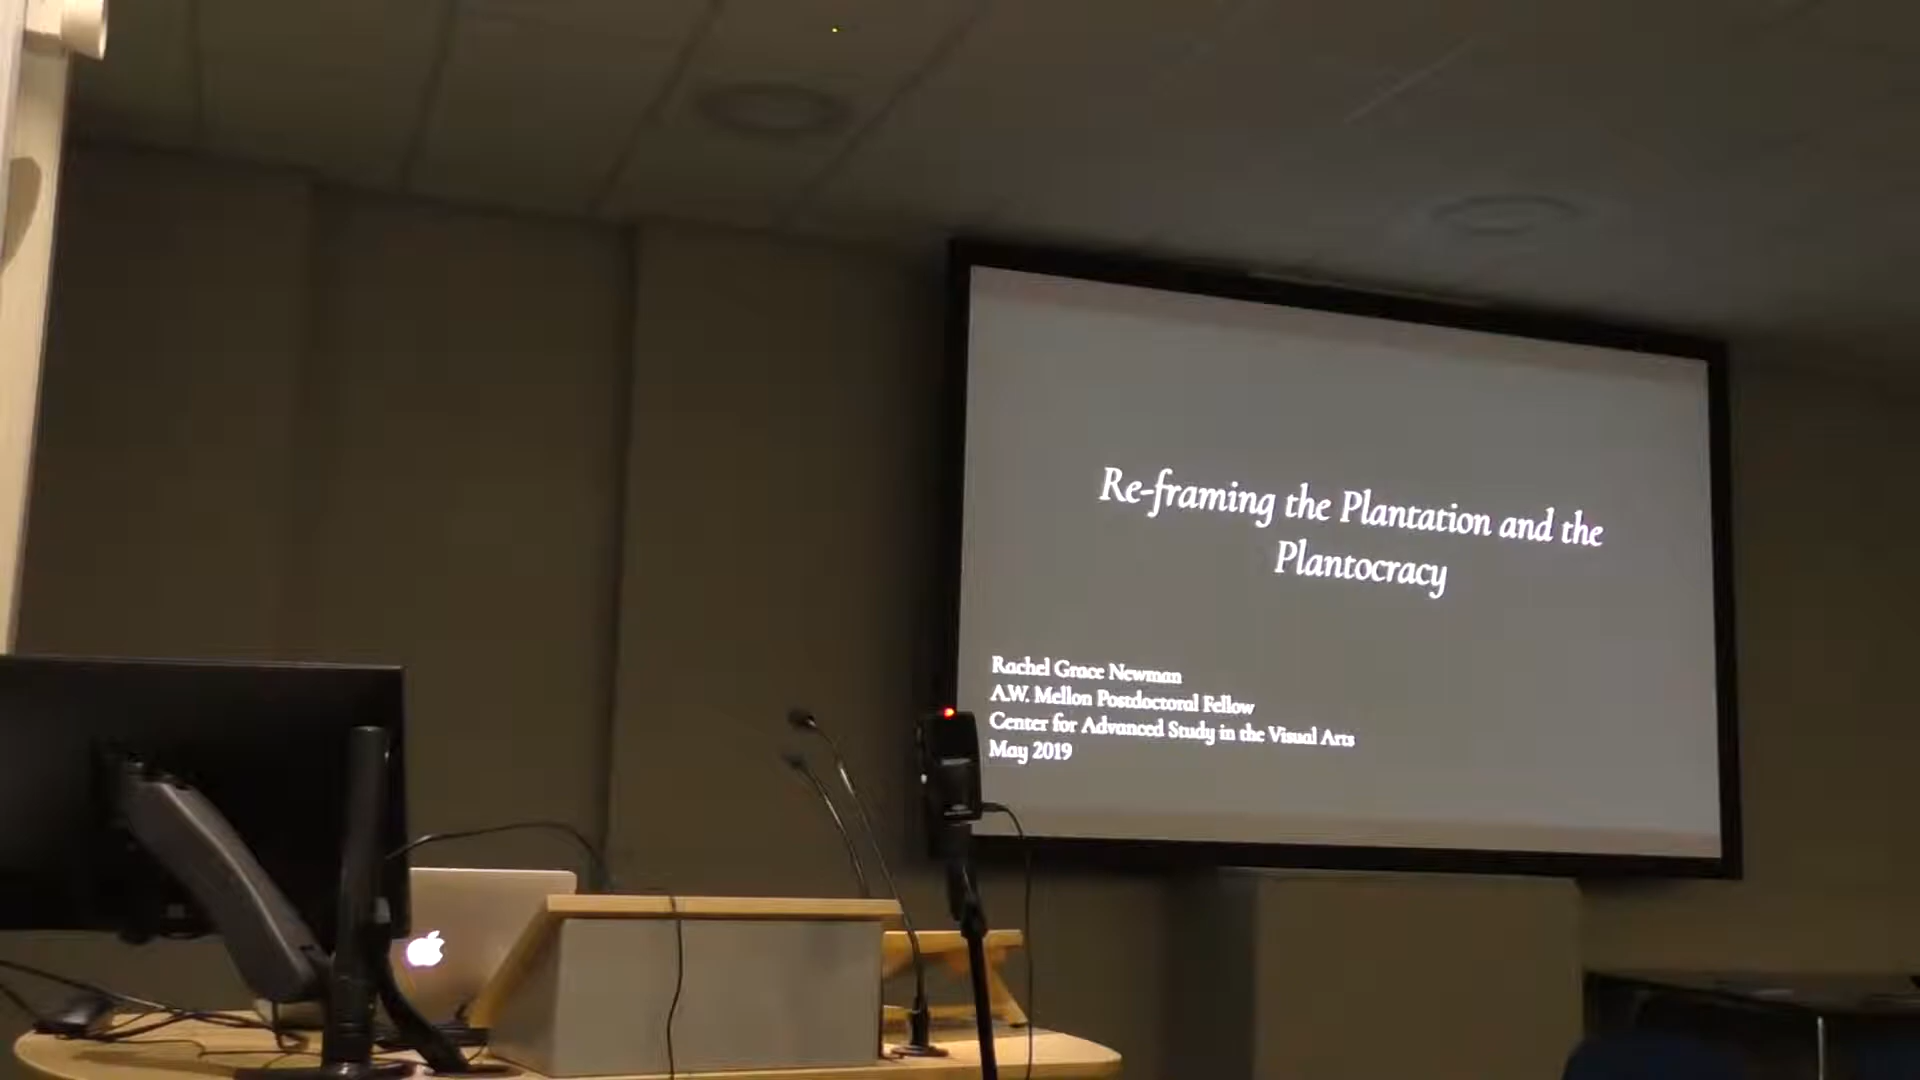 Re-framing the Plantation and the
Plantocracy
Rachel Grace Newman
A.W. Mellon Postdoctoral Fellow
Center for Advanced Study in the Visual Arts
May 2019